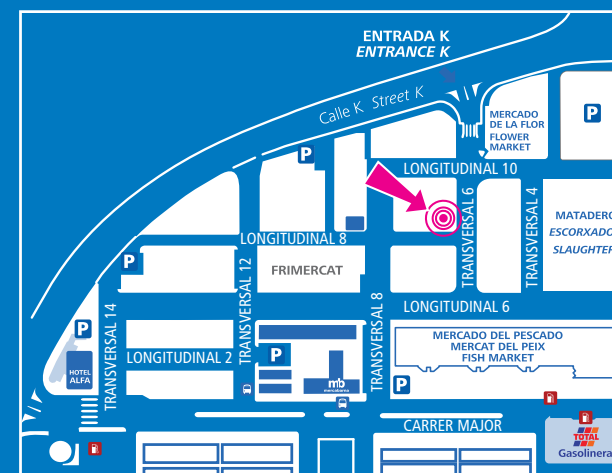 ENTRADA K
ENTRANCE K
Calle K Street K
MERCADO
DE LA FLOR
FLOWER
MARKET
P
P
LONGITUDINAL 10
TRANSVERSAL 6
TRANSVERSAL 4
MATADERO
ESCORXADO
SLAUGHTER
LONGITUDINAL 8
P
FRIMERCAT
TRANSVERSAL 12
TRANSVERSAL 8
LONGITUDINAL 6
TRANSVERSAL 14
P
MERCADO DEL PESCADO
MERCAT DEL PEIX
FISH MARKET
LONGITUDINAL 2
P
HOTEL
ALFA
mb
mercabarna
P
CARRER MAJOR
TOTAL
Gasolinera